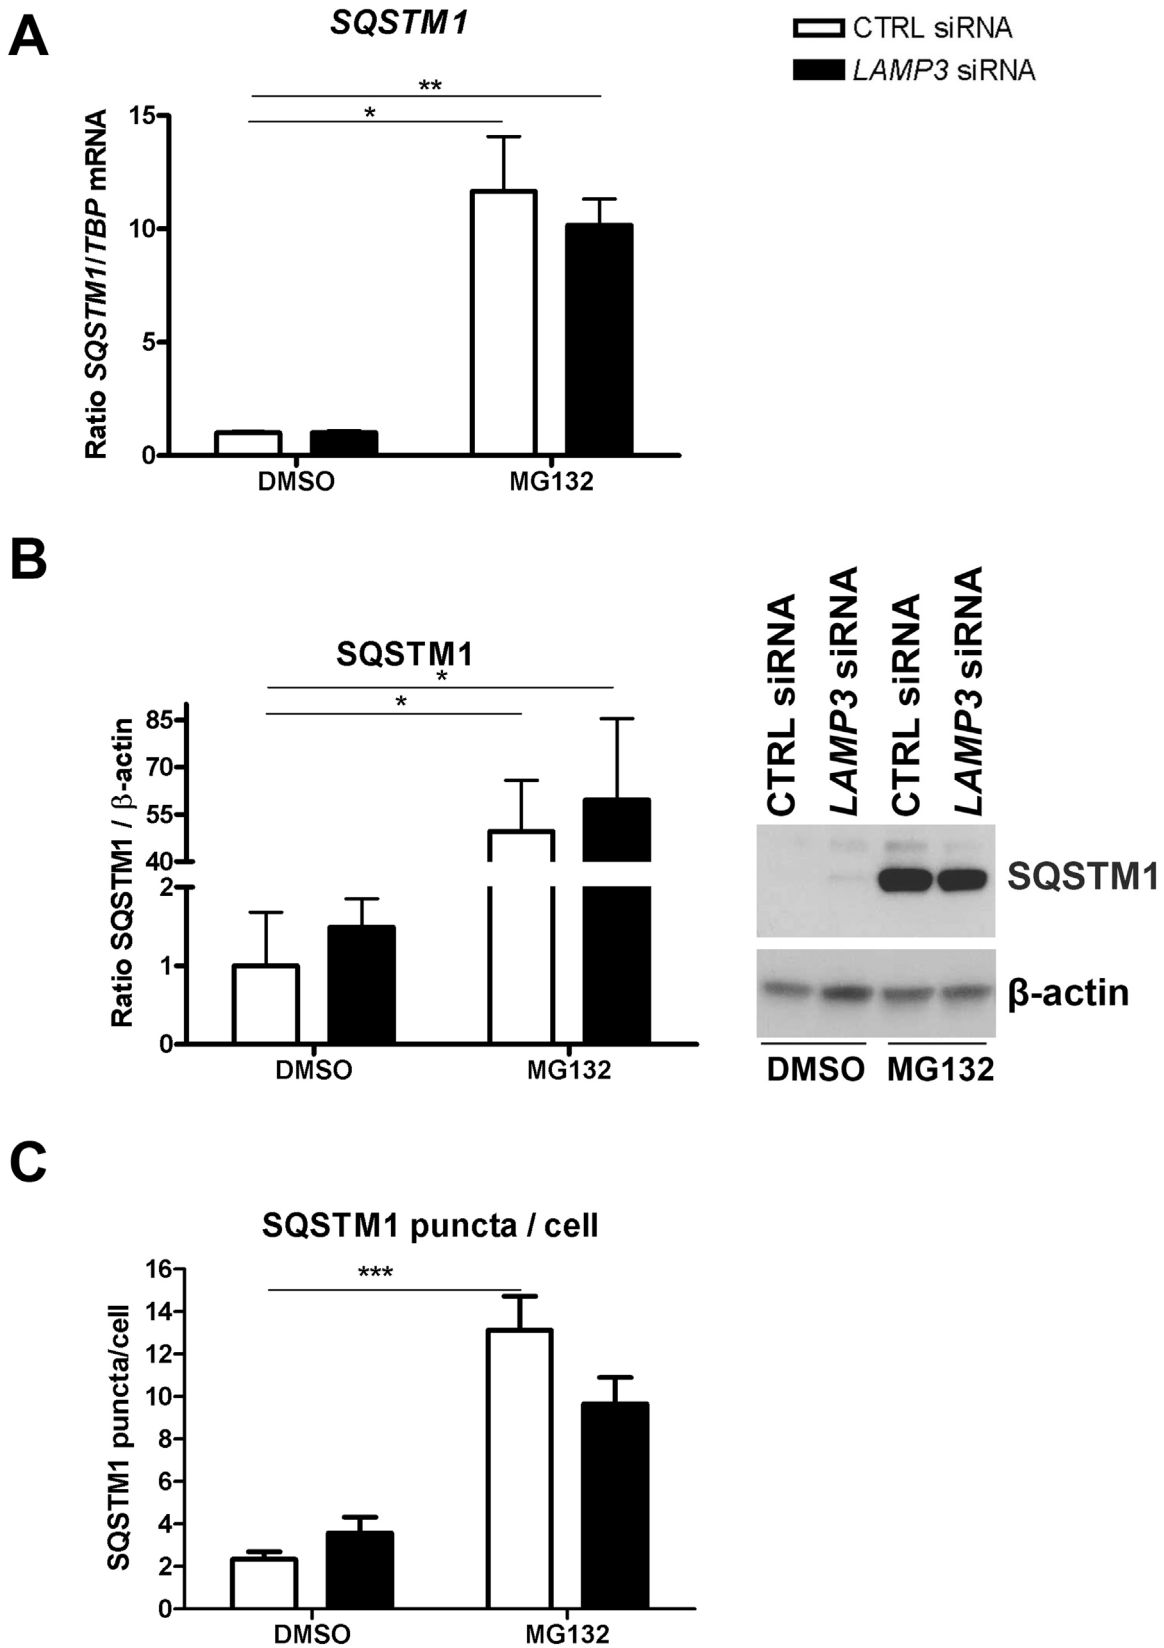 A
SQSTM1
CTRL siRNA
LAMP3 siRNA
**
*
Ratio SQSTM1/TBP mRNA
15
10
5
0
DMSO
MG132
B
SQSTM1
*
*
Ratio SQSTM1 / β-actin
85
70
55
40
2
1
0
DMSO
MG132
CTRL siRNA
LAMP3 siRNA
CTRL siRNA
LAMP3 siRNA
SQSTM1
β-actin
DMSO
MG132
C
SQSTM1 puncta / cell
***
SQSTM1 puncta/cell
16
14
12
10
8
6
4
2
0
DMSO
MG132